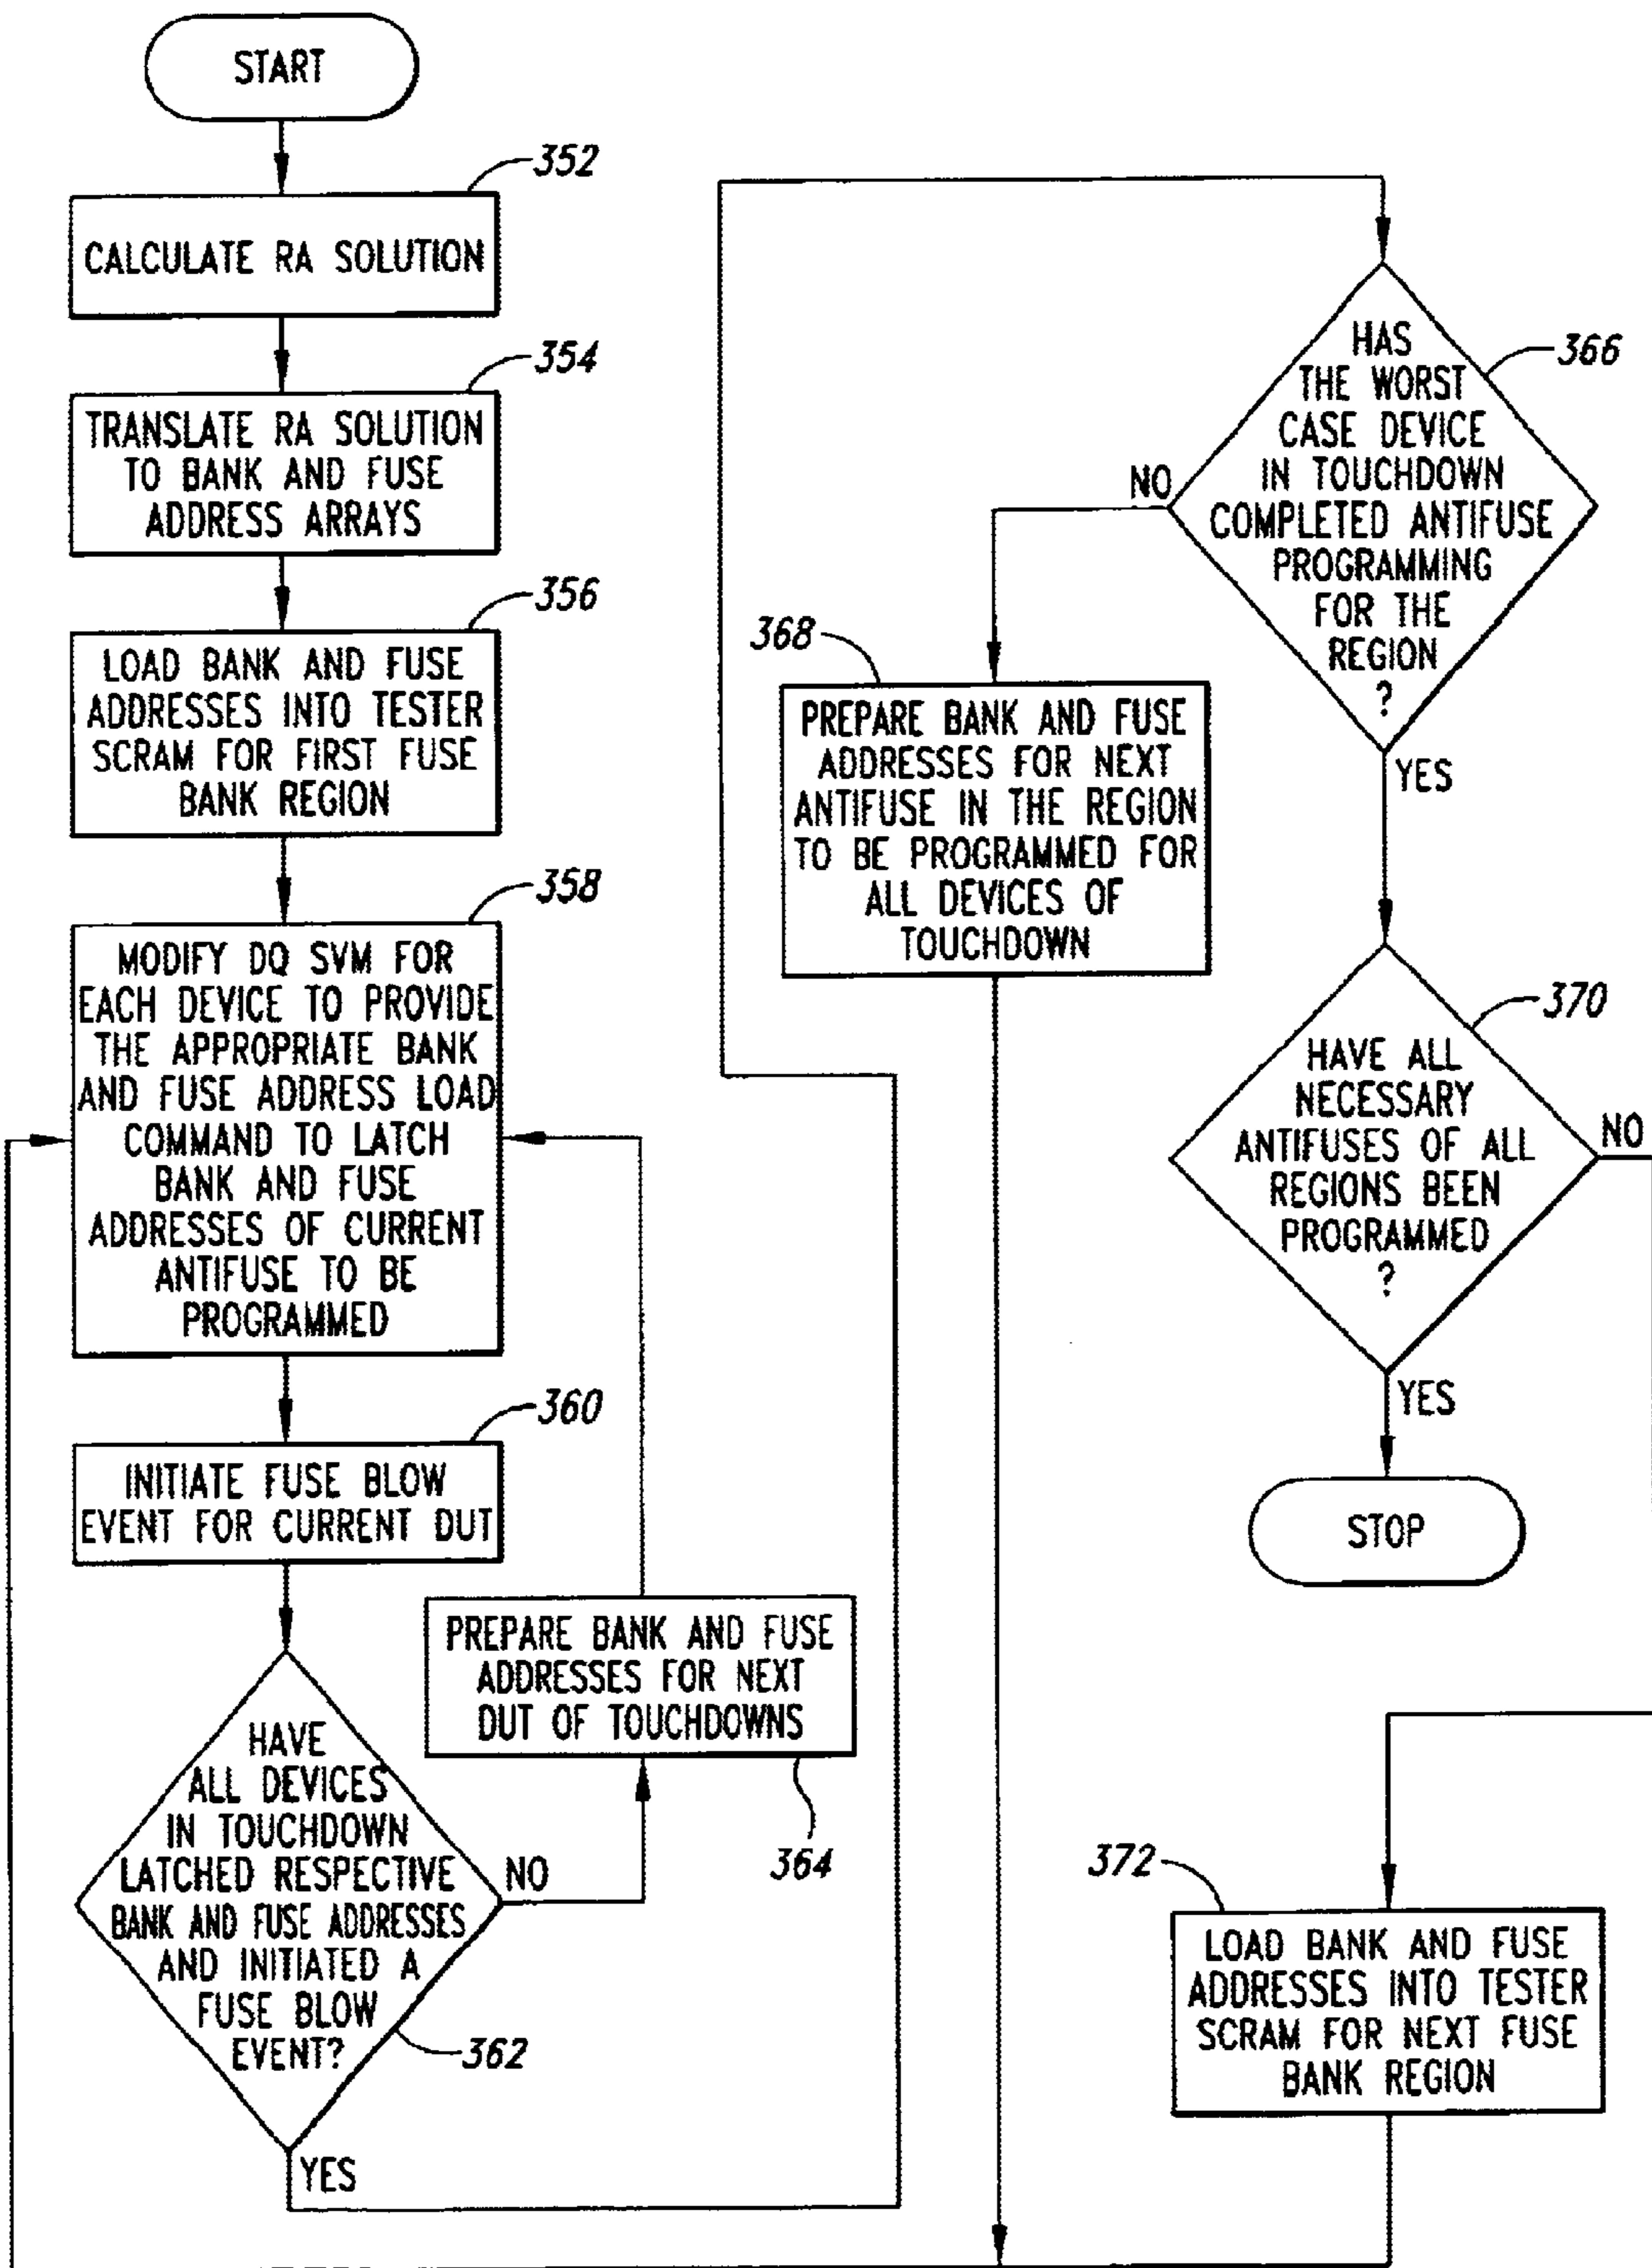 START
352
CALCULATE RA SOLUTION
354
TRANSLATE RA SOLUTION
TO BANK AND FUSE
ADDRESS ARRAYS
356
LOAD BANK AND FUSE
ADDRESSES INTO TESTER
SCRAM FOR FIRST FUSE
BANK REGION
358
MODIFY DQ SVM FOR
EACH DEVICE TO PROVIDE
THE APPROPRIATE BANK
AND FUSE ADDRESS LOAD
COMMAND TO LATCH
BANK AND FUSE
ADDRESSES OF CURRENT
ANTIFUSE TO BE
PROGRAMMED
360
INITIATE FUSE BLOW
EVENT FOR CURRENT DUT
HAVE
ALL DEVICES
IN TOUCHDOWN
LATCHED RESPECTIVE
BANK AND FUSE ADDRESSES
AND INITIATED A
FUSE BLOW
EVENT?
362
NO
YES
PREPARE BANK AND FUSE
ADDRESSES FOR NEXT
DUT OF TOUCHDOWNS
364
HAS
THE WORST
CASE DEVICE
IN TOUCHDOWN
COMPLETED ANTIFUSE
PROGRAMMING
FOR THE
REGION
?
366
NO
YES
368
PREPARE BANK AND FUSE
ADDRESSES FOR NEXT
ANTIFUSE IN THE REGION
TO BE PROGRAMMED FOR
ALL DEVICES OF
TOUCHDOWN
370
HAVE ALL
NECESSARY
ANTIFUSES OF ALL
REGIONS BEEN
PROGRAMMED
?
NO
YES
STOP
372
LOAD BANK AND FUSE
ADDRESSES INTO TESTER
SCRAM FOR NEXT FUSE
BANK REGION